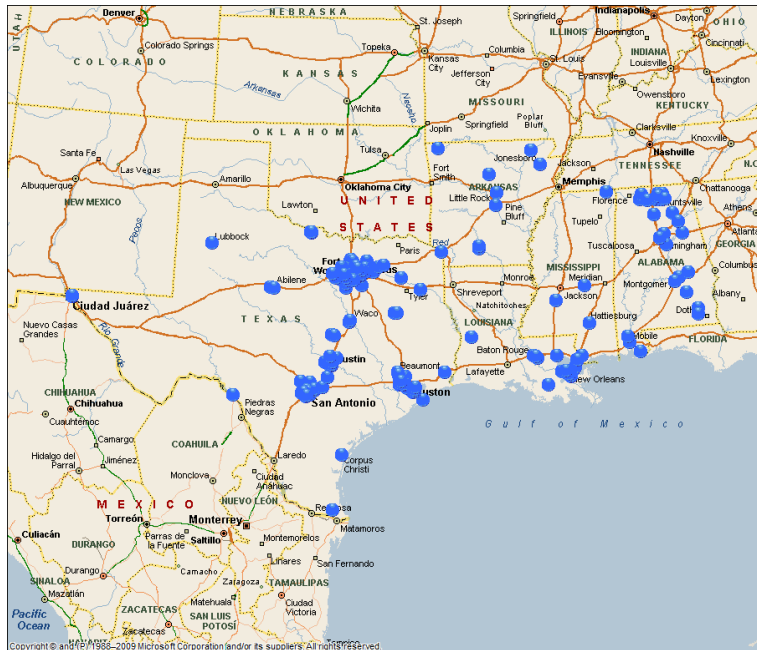 NEBRASKA
Denver
Colorado Springs
COLORADO
UTAH
Topeka
KANSAS
Arkansas
Wichita
Neosho
St. Joseph
Kansas City
Columbia
Jefferson City
MISSOURI
Springfield
ILLINOIS
St. Louis
Indianapolis
Bloomington
INDIANA
Dayton
OHIO
Cincinnati
Louisville
Evansville
Lexington
Owensboro
KENTUCKY
Poplar Bluff
Joplin
Springfield
Clarksville
Nashville
Knoxville
OKLAHOMA
Tulsa
Santa Fe
Las Vegas
Albuquerque
NEW MEXICO
Amarillo
Oklahoma City
Fort Smith
Jonesboro
Jackson
TENNESSEE
N.C
Memphis
Chattanooga
ARKANSAS
Little Rock
Pine Bluff
Florence
Huntsville
Athens
Lawton
UNITED
STATES
Pecos
Lubbock
Paris
Red
Tupelo
Tuscaloosa
Birmingham
Atlanta
GEORGIA
Fort
Abilene
Tyler
Shreveport
Monroe
MISSISSIPPI
Meridian
Jackson
ALABAMA
Montgomery
Columbus
Albany
Ciudad Juárez
Nuevo Casas Grandes
Rio Grande
TEXAS
Waco
Natchitoches
LOUISIANA
Hattiesburg
Mobile
FLORIDA
Baton Rouge
Lafayette
New Orleans
Beaumont
San Antonio
CHIHUAHUA
Chihuahua
Cuauhtemoc
Piedras Negras
Gulf of Mexico
COAHUILA
Camargo
Hidalgo del Parral
Jiménez
Monclova
Laredo
Ciudad Anáhuac
Corpus Christi
NUEVO LEÓN
MEXICO
Torreón
Monterrey
Saltillo
Parras de la Fuente
Matamoros
Montemorelos
Culiacán
DURANGO
Durango
Linares
San Fernando
Camacho
Zaragoza
SINALOA
Mazatlán
TAMAULIPAS
Matehuala
Ciudad Victoria
Pacific Ocean
ZACATECAS
Zacatecas
SAN LUIS POTOSÍ
Copyright © and (P) 1988–2009 Microsoft Corporation and/or its suppliers. All rights reserved.